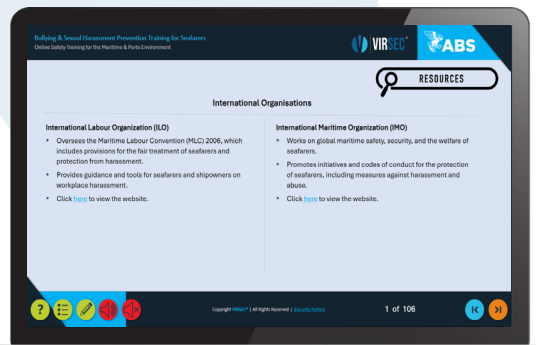 Bullying & Sexual Harassment Prevention Training for Seafarers
Online Safety Training for the Maritime & Ports Environment
VIRSEC®
ABS
RESOURCES
International Organisations
International Labour Organization (ILO)
▪ Oversees the Maritime Labour Convention (MLC) 2006, which
includes provisions for the fair treatment of seafarers and
protection from harassment.
▪ Provides guidance and tools for seafarers and shipowners on
workplace harassment.
▪ Click here to view the website.
International Maritime Organization (IMO)
▪ Works on global maritime safety, security, and the welfare of
seafarers.
▪ Promotes initiatives and codes of conduct for the protection
of seafarers, including measures against harassment and
abuse.
▪ Click here to view the website.
?
Copyright VIRSEC® | All Rights Reserved | Security Notice
1 of 106